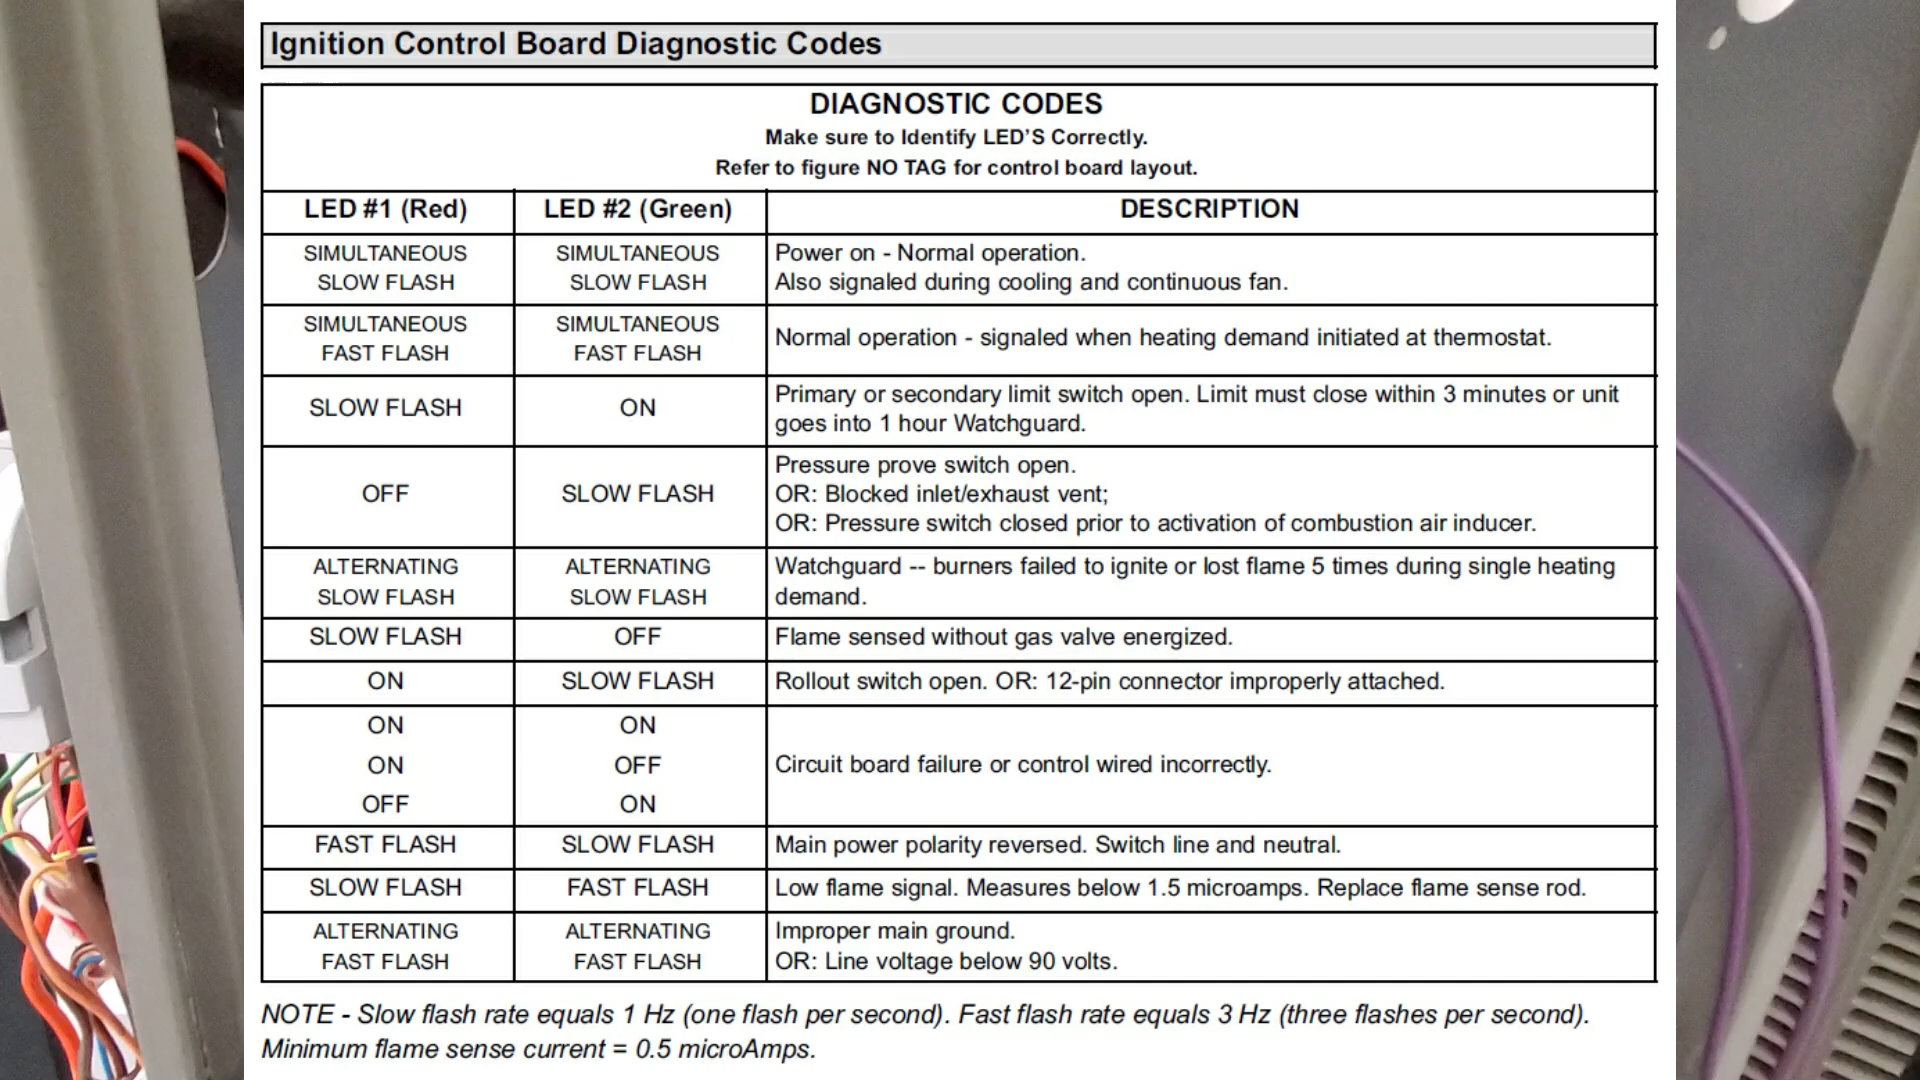 Ignition Control Board Diagnostic Codes
DIAGNOSTIC CODES
Make sure to Identify LED'S Correctly.
Refer to figure NO TAG for control board layout.
LED #1 (Red) LED #2 (Green) DESCRIPTION
SIMULTANEOUS SLOW FLASH
SIMULTANEOUS SLOW FLASH
Power on - Normal operation.
Also signaled during cooling and continuous fan.
SIMULTANEOUS FAST FLASH
SIMULTANEOUS FAST FLASH
Normal operation - signaled when heating demand initiated at thermostat.
SLOW FLASH
ON
Primary or secondary limit switch open. Limit must close within 3 minutes or unit
goes into 1 hour Watchguard.
OFF
SLOW FLASH
Pressure prove switch open.
OR: Blocked inlet/exhaust vent;
OR: Pressure switch closed prior to activation of combustion air inducer.
ALTERNATING SLOW FLASH
ALTERNATING SLOW FLASH
Watchguard -- burners failed to ignite or lost flame 5 times during single heating
demand.
SLOW FLASH
OFF
Flame sensed without gas valve energized.
ON
SLOW FLASH
Rollout switch open. OR: 12-pin connector improperly attached.
ON ON
ON OFF
OFF ON
Circuit board failure or control wired incorrectly.
FAST FLASH
SLOW FLASH
Main power polarity reversed. Switch line and neutral.
SLOW FLASH
FAST FLASH
Low flame signal. Measures below 1.5 microamps. Replace flame sense rod.
ALTERNATING FAST FLASH
ALTERNATING FAST FLASH
Improper main ground.
OR: Line voltage below 90 volts.
NOTE - Slow flash rate equals 1 Hz (one flash per second). Fast flash rate equals 3 Hz (three flashes per second).
Minimum flame sense current = 0.5 microAmps.